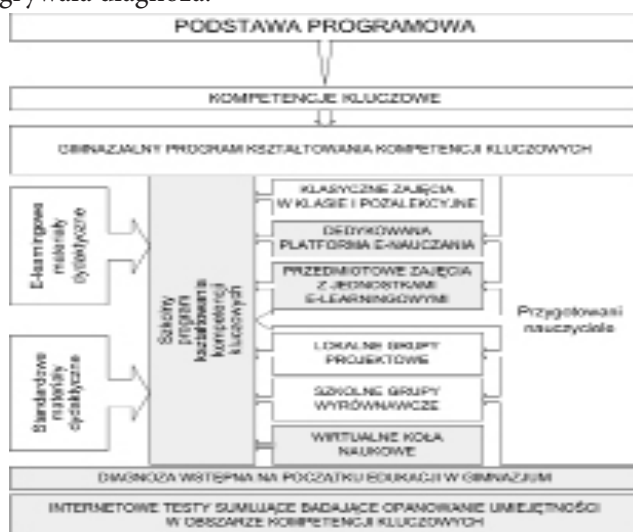 grywała diagnoza.
PODSTAWA PROGRAMOWA
KOMPETENCJE KLUCZOWE
GIMNAZJALNY PROGRAM KSZTAŁTOWANIA KOMPETENCJI KLUCZOWYCH
E-learningowe
materiały
dydaktyczne
Standardowe
materiały
dydaktyczne
Szkolny
program
kształtowania
kompetencji
kluczowych
KLASYCZNE ZAJĘCIA
W KLASIE I POZALEKCYJNE
DEDYKOWANA
PLATFORMA E-NAUCZANIA
PRZEDMIOTOWE ZAJĘCIA
Z JEDNOSTKAMI
E-LEARNINGOWYMI
LOKALNE GRUPY
PROJEKTOWE
SZKOLNE GRUPY
WYRÓWNAWCZE
WIRTUALNE KOŁA
NAUKOWE
Przygotowani
nauczyciele
DIAGNOZA WSTĘPNA NA POCZĄTKU EDUKACJI W GIMNAZJUM
INTERNETOWE TESTY SUMUJĄCE BADAJĄCE OPANOWANIE UMIEJĘTNOŚCI
W OBSZARZE KOMPETENCJI KLUCZOWYCH